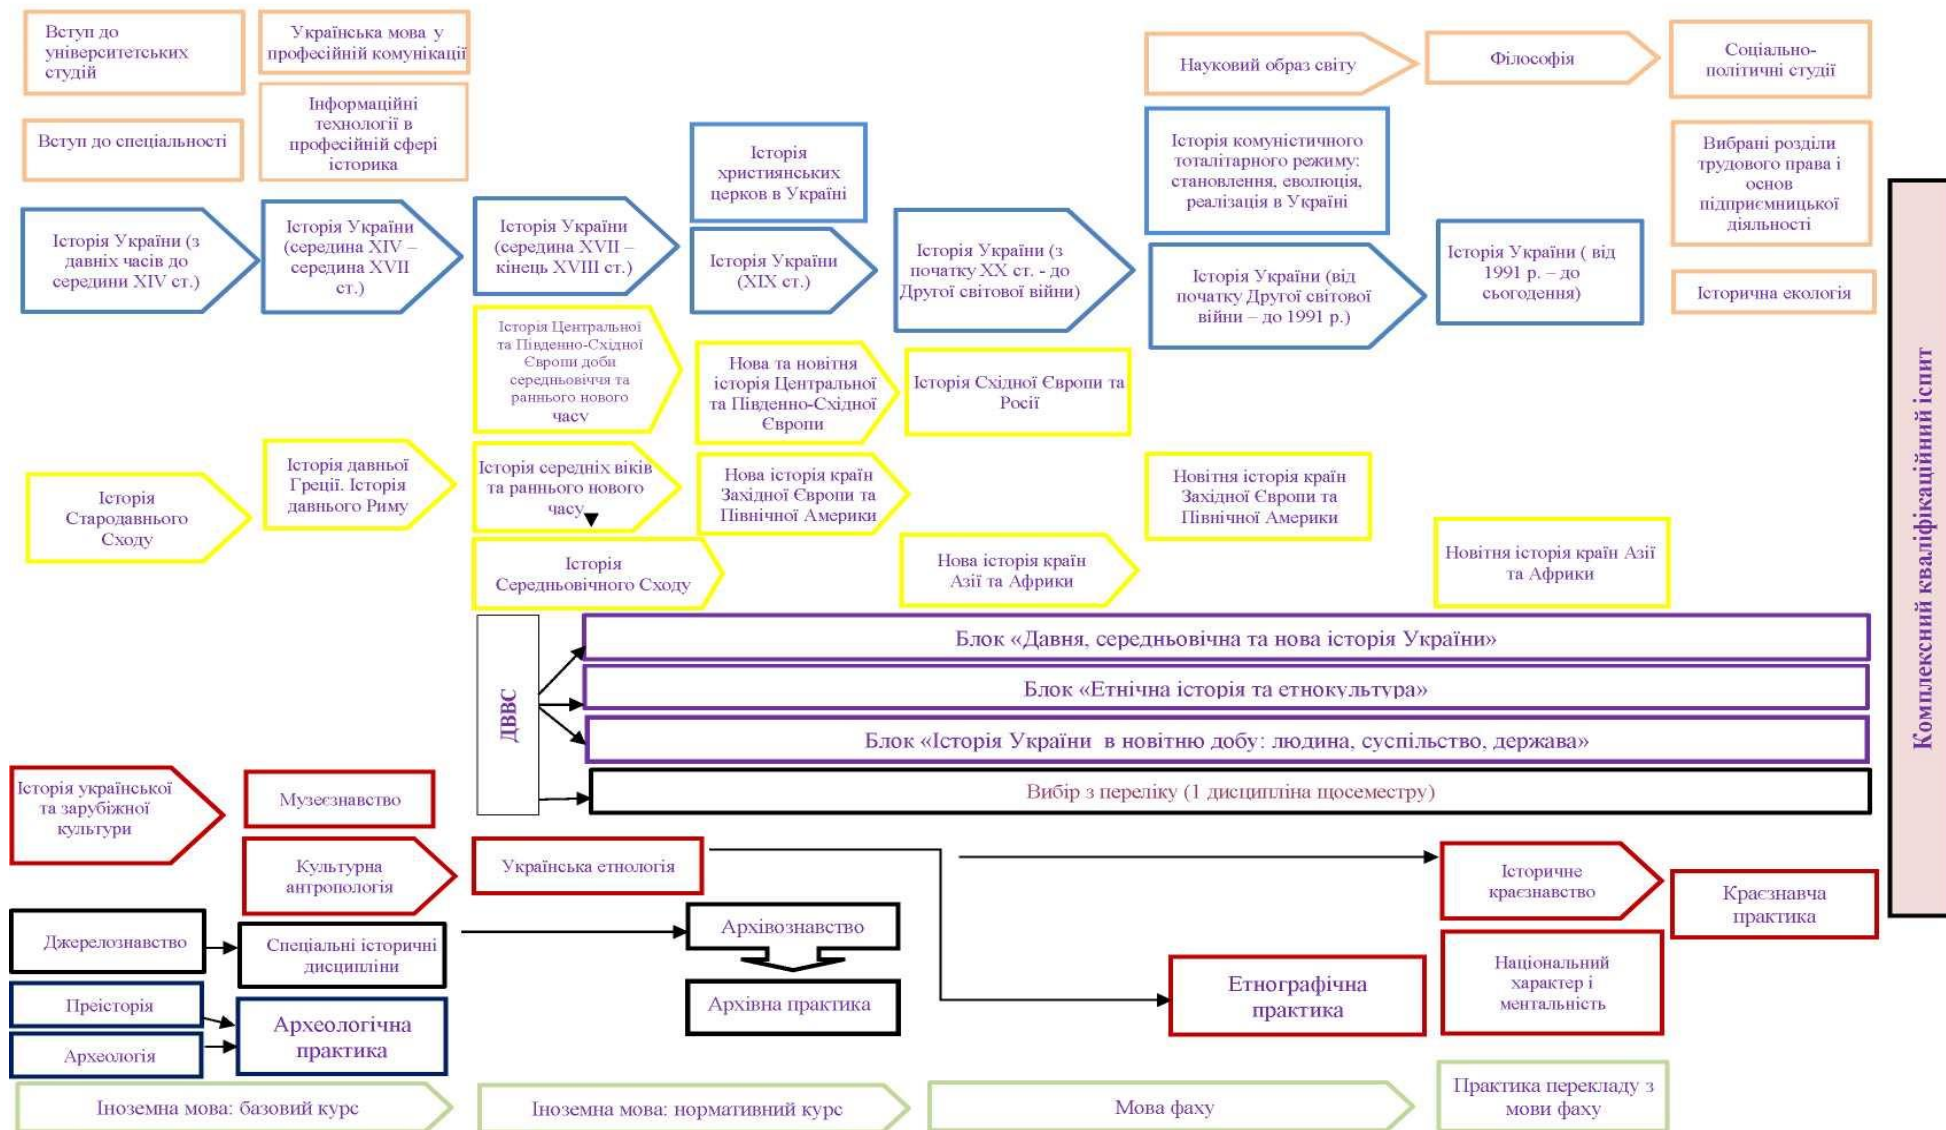 Вступ до
університетських
студій
Українська мова у
професійній комунікації
Науковий образ світу
Філософія
Соціально-
політичні студії
Вступ до спеціальності
Інформаційні
технології в
професійній сфері
історика
Історія
християнських
церков в Україні
Історія комуністичного
тоталітарного режиму:
становлення, еволюція,
реалізація в Україні
Вибрані розділи
трудового права і
основ
підприємницької
діяльності
Історія України (з
давніх часів до
середини XIV ст.)
Історія України
(середина XIV –
середина XVII
ст.)
Історія України
(середина XVII –
кінець XVIII ст.)
Історія України
(XIX ст.)
Історія України (з
початку XX ст. - до
Другої світової війни)
Історія України (від
початку Другої світової
війни – до 1991 р.)
Історія України ( від
1991 р. – до
сьогодення)
Історична екологія
Історія Центральної
та Південно-Східної
Європи доби
середньовіччя та
раннього нового
часу
Нова та новітня
історія Центральної
та Південно-Східної
Європи
Історія Східної Європи та
Росії
Історія
Стародавнього
Сходу
Історія давньої
Греції. Історія
давнього Риму
Історія середніх віків
та раннього нового
часу
Нова історія країн
Західної Європи та
Північної Америки
Новітня історія країн
Західної Європи та
Північної Америки
Історія
Середньовічного Сходу
Нова історія країн
Азії та Африки
Новітня історія країн Азії
та Африки
ДВВС
Блок «Давня, середньовічна та нова історія України»
Блок «Етнічна історія та етнокультура»
Блок «Історія України в новітню добу: людина, суспільство, держава»
Вибір з переліку (1 дисципліна щосеместру)
Комплексний кваліфікаційний іспит
Історія української
та зарубіжної
культури
Музеєзнавство
Культурна
антропологія
Українська етнологія
Історичне
краєзнавство
Краєзнавча
практика
Джерелознавство
Спеціальні історичні
дисципліни
Архівознавство
Архівна практика
Етнографічна
практика
Національний
характер і
ментальність
Преісторія
Археологія
Археологічна
практика
Іноземна мова: базовий курс
Іноземна мова: нормативний курс
Мова фаху
Практика перекладу з
мови фаху